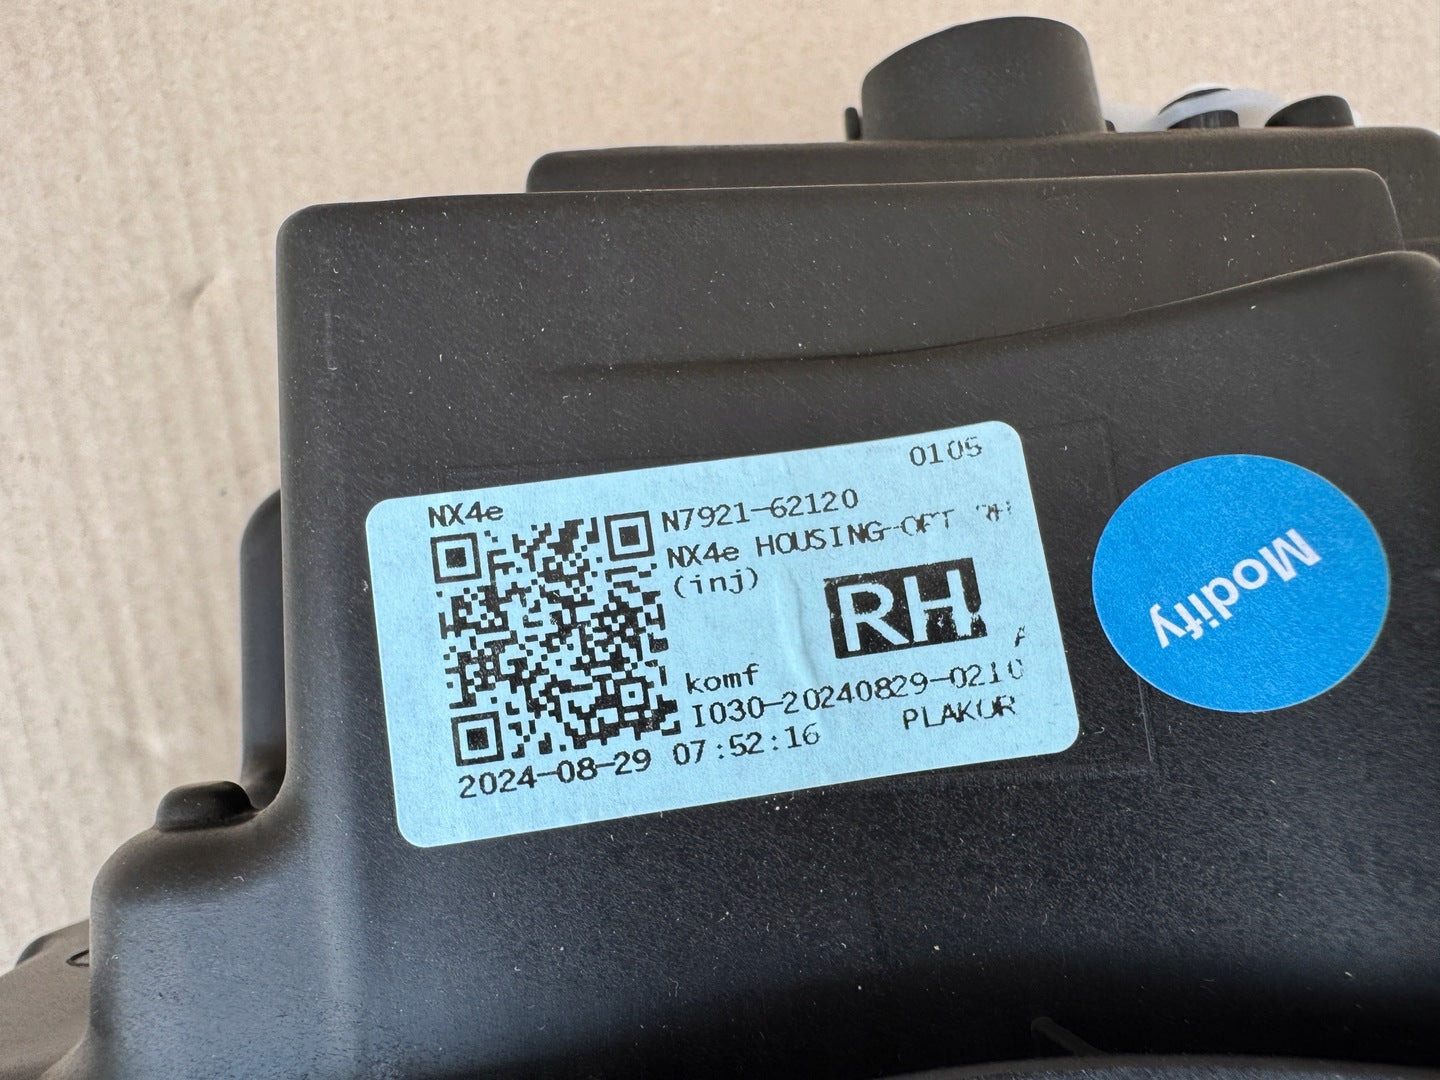 0105
NX4e
N7921-62120
NX4e HOUSING-OPT
(inj)
RH
komf
I030-20240829-0210
PLAKOR
2024-08-29 07:52:16
Modify